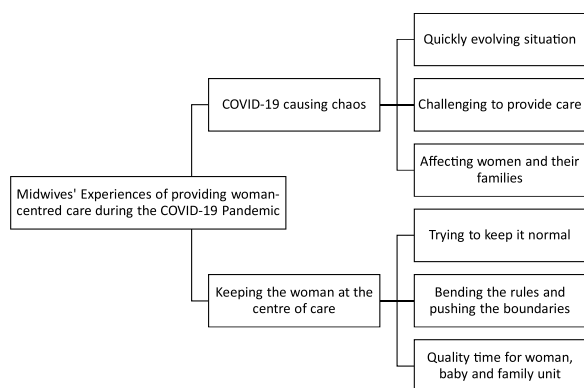 Midwives' Experiences of providing woman-
centred care during the COVID-19 Pandemic
COVID-19 causing chaos
Quickly evolving situation
Challenging to provide care
Affecting women and their
families
Keeping the woman at the
centre of care
Trying to keep it normal
Bending the rules and
pushing the boundaries
Quality time for woman,
baby and family unit